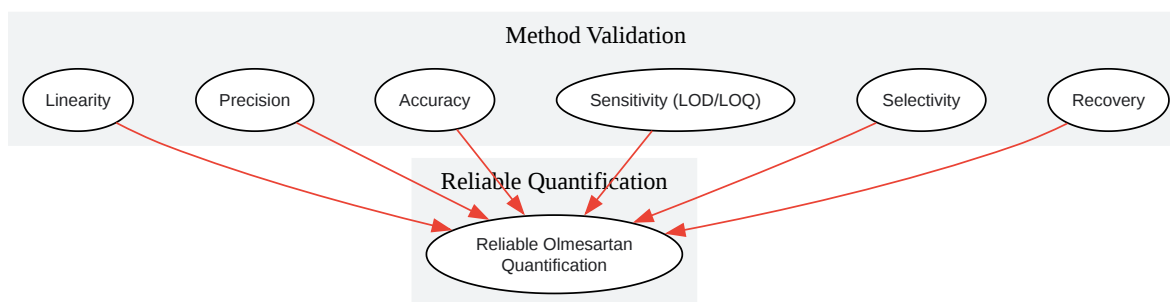 Method Validation
Linearity
Precision
Accuracy
Sensitivity (LOD/LOQ)
Selectivity
Recovery
Reliable Quantification
Reliable Olmesartan
Quantification